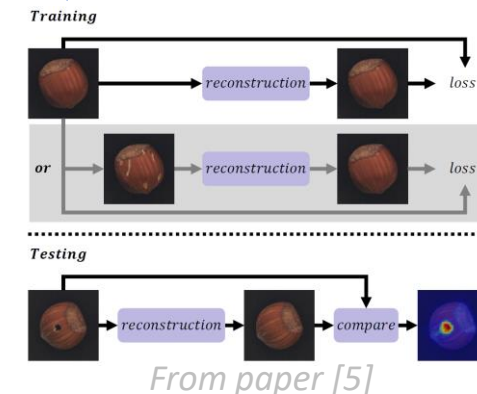 Training
reconstruction
loss
or
reconstruction
loss
Testing
reconstruction
compare
From paper [5]